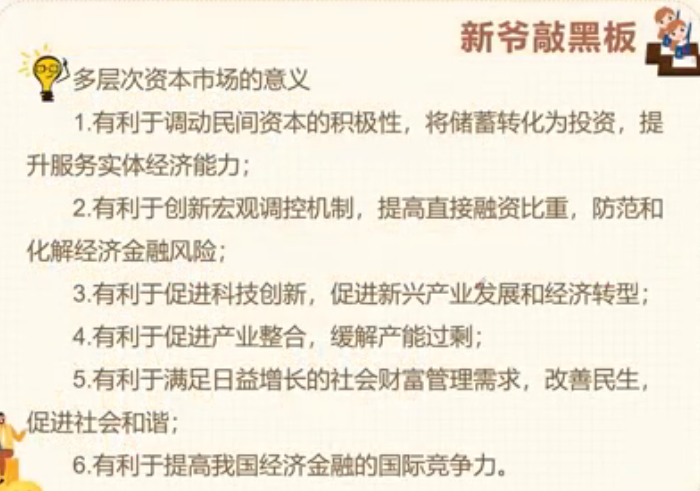 新爷敲黑板
多层次资本市场的意义
1.有利于调动民间资本的积极性，将储蓄转化为投资，提
升服务实体经济能力；
2.有利于创新宏观调控机制，提高直接融资比重，防范和
化解经济金融风险；
3.有利于促进科技创新，促进新兴产业发展和经济转型；
4.有利于促进产业整合，缓解产能过剩；
5.有利于满足日益增长的社会财富管理需求，改善民生，
促进社会和谐；
6.有利于提高我国经济金融的国际竞争力。